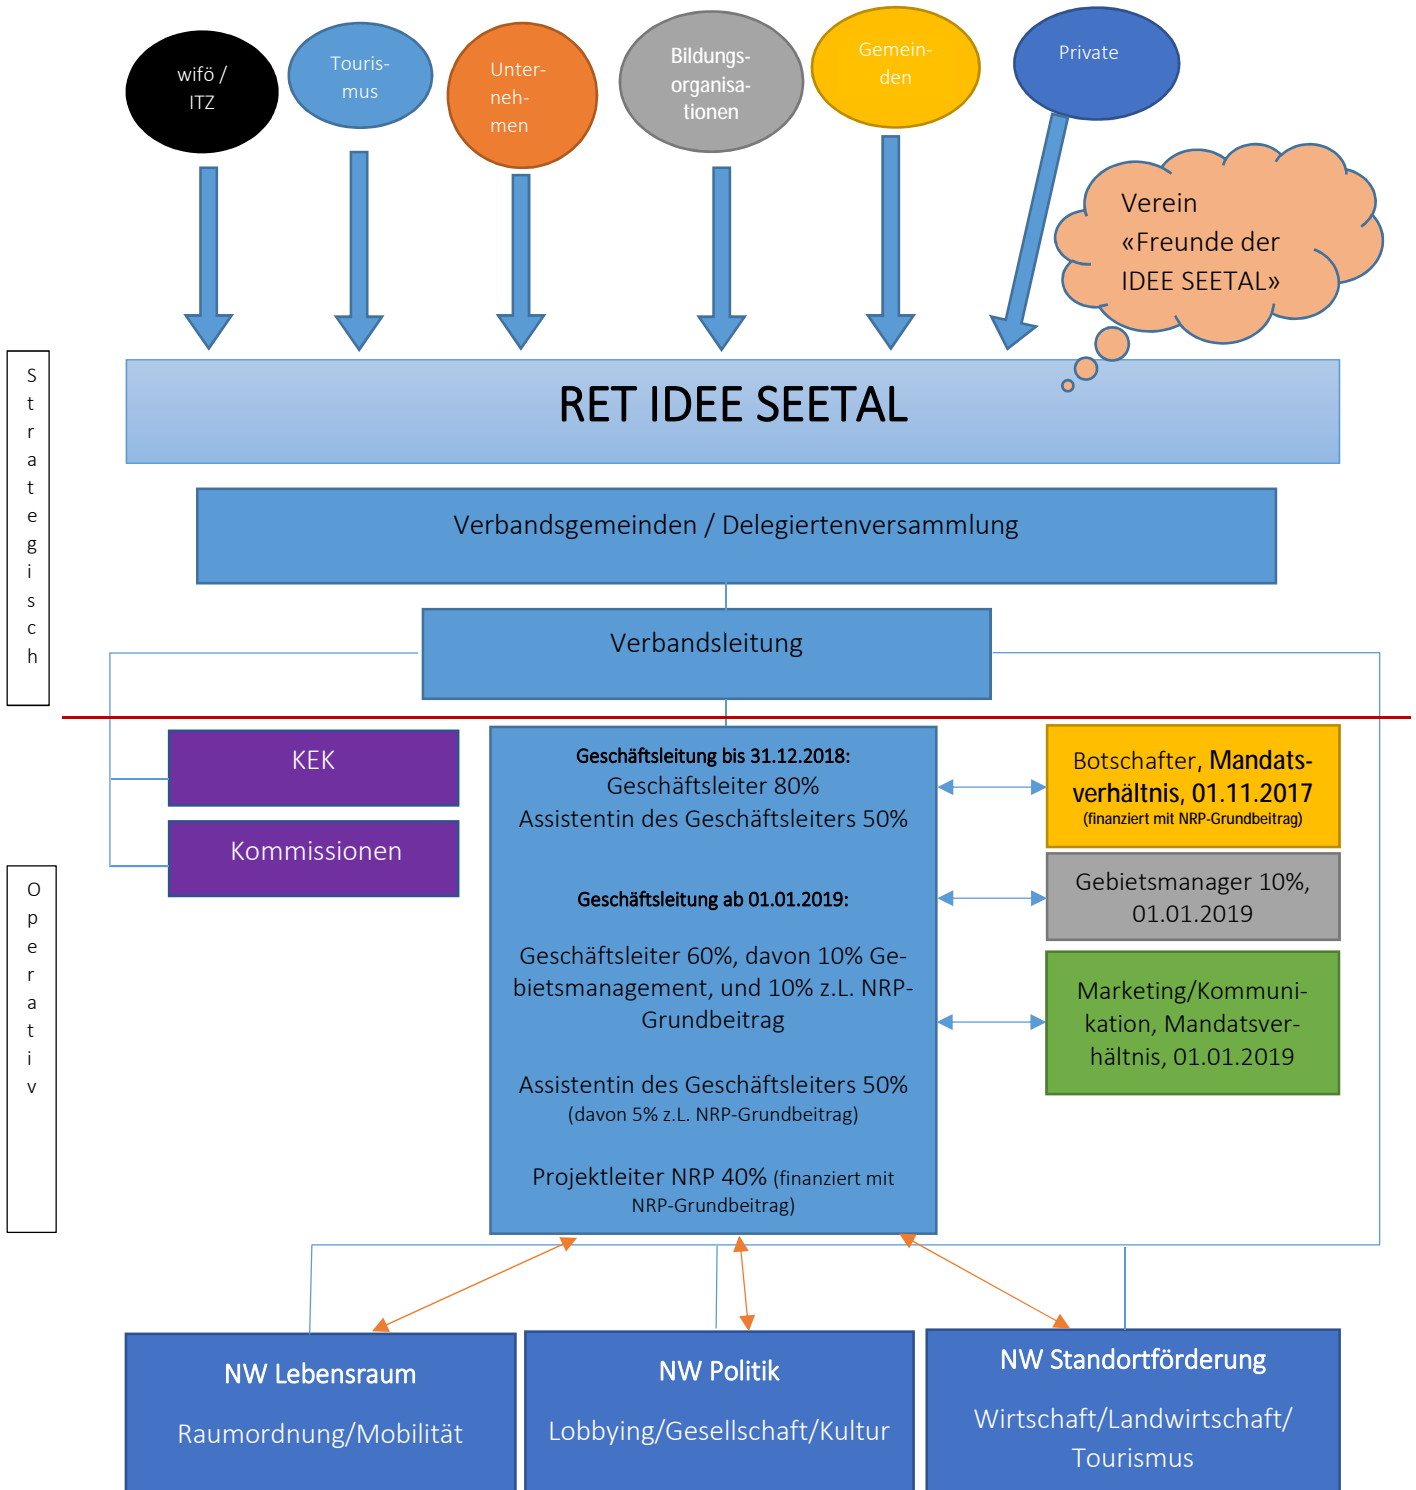 wifö /
ITZ
Touris-
mus
Unter-
neh-
men
Bildungs-
organisa-
tionen
Gemein-
den
Private
Verein
«Freunde der
IDEE SEETAL»
RET IDEE SEETAL
S
t
r
a
t
e
g
i
s
c
h
Verbandsgemeinden / Delegiertenversammlung
Verbandsleitung
KEK
Kommissionen
Geschäftsleitung bis 31.12.2018:
Geschäftsleiter 80%
Assistentin des Geschäftsleiters 50%
Geschäftsleitung ab 01.01.2019:
Geschäftsleiter 60%, davon 10% Ge-
bietsmanagement, und 10% z.L. NRP-
Grundbeitrag
Assistentin des Geschäftsleiters 50%
(davon 5% z.L. NRP-Grundbeitrag)
Projektleiter NRP 40% (finanziert mit
NRP-Grundbeitrag)
Botschafter, Mandats-
verhältnis, 01.11.2017
(finanziert mit NRP-Grundbeitrag)
Gebietsmanager 10%,
01.01.2019
Marketing/Kommuni-
kation, Mandatsver-
hältnis, 01.01.2019
O
p
e
r
a
t
i
v
NW Lebensraum
Raumordnung/Mobilität
NW Politik
Lobbying/Gesellschaft/Kultur
NW Standortförderung
Wirtschaft/Landwirtschaft/
Tourismus